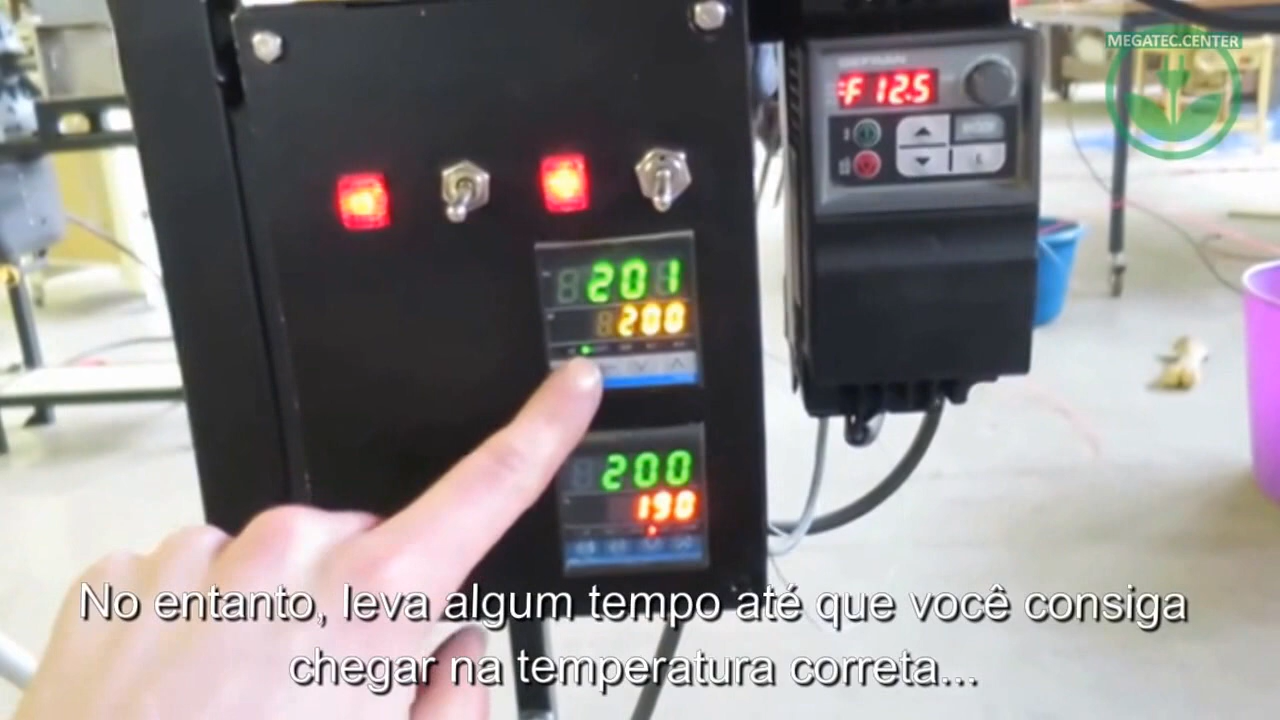 MEGATEC.CENTER
F 12.5
201
200
200
190
No entanto, leva algum tempo até que você consiga
chegar na temperatura correta...